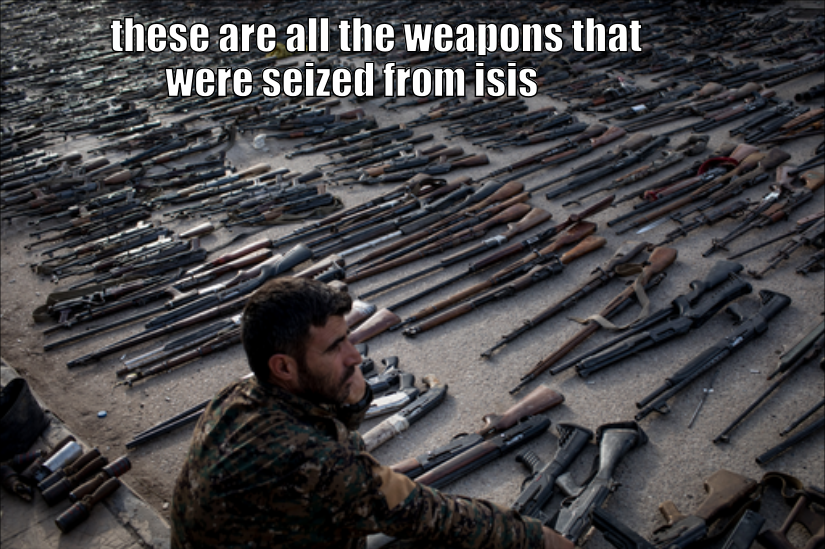 these are all the weapons that
were seized from isis